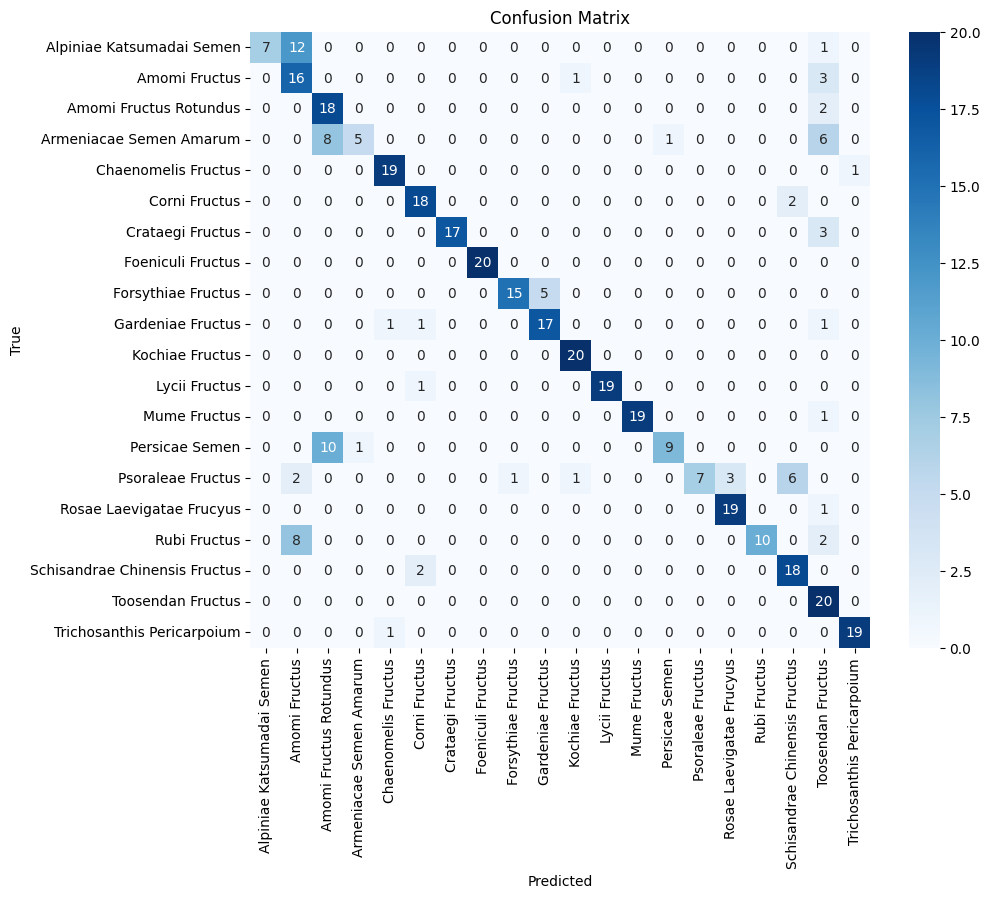 Confusion Matrix
True
Alpiniae Katsumadai Semen 7 12 0 0 0 0 0 0 0 0 0 0 0 0 0 0 0 0 1 0
Amomi Fructus 0 16 0 0 0 0 0 0 0 0 1 0 0 0 0 0 0 0 3 0
Amomi Fructus Rotundus 0 0 18 0 0 0 0 0 0 0 0 0 0 0 0 0 0 0 2 0
Armeniacae Semen Amarum 0 0 8 5 0 0 0 0 0 0 0 0 0 1 0 0 0 0 6 0
Chaenomelis Fructus 0 0 0 0 19 0 0 0 0 0 0 0 0 0 0 0 0 0 0 1
Corni Fructus 0 0 0 0 0 18 0 0 0 0 0 0 0 0 0 0 0 2 0 0
Crataegi Fructus 0 0 0 0 0 0 17 0 0 0 0 0 0 0 0 0 0 0 3 0
Foeniculi Fructus 0 0 0 0 0 0 0 20 0 0 0 0 0 0 0 0 0 0 0 0
Forsythiae Fructus 0 0 0 0 0 0 0 0 15 5 0 0 0 0 0 0 0 0 0 0
Gardeniae Fructus 0 0 0 0 1 1 0 0 0 17 0 0 0 0 0 0 0 0 1 0
Kochiae Fructus 0 0 0 0 0 0 0 0 0 0 20 0 0 0 0 0 0 0 0 0
Lycii Fructus 0 0 0 0 0 1 0 0 0 0 0 19 0 0 0 0 0 0 0 0
Mume Fructus 0 0 0 0 0 0 0 0 0 0 0 0 19 0 0 0 0 0 1 0
Persicae Semen 0 0 10 1 0 0 0 0 0 0 0 0 0 9 0 0 0 0 0 0
Psoraleae Fructus 0 2 0 0 0 0 0 0 1 0 1 0 0 0 7 3 0 6 0 0
Rosae Laevigatae Frucyus 0 0 0 0 0 0 0 0 0 0 0 0 0 0 0 19 0 0 1 0
Rubi Fructus 0 8 0 0 0 0 0 0 0 0 0 0 0 0 0 0 10 0 2 0
Schisandrae Chinensis Fructus 0 0 0 0 0 2 0 0 0 0 0 0 0 0 0 0 0 18 0 0
Toosendan Fructus 0 0 0 0 0 0 0 0 0 0 0 0 0 0 0 0 0 0 20 0
Trichosanthis Pericarpoium 0 0 0 0 1 0 0 0 0 0 0 0 0 0 0 0 0 0 0 19
Alpiniae Katsumadai Semen
Amomi Fructus
Amomi Fructus Rotundus
Armeniacae Semen Amarum
Chaenomelis Fructus
Corni Fructus
Crataegi Fructus
Foeniculi Fructus
Forsythiae Fructus
Gardeniae Fructus
Kochiae Fructus
Lycii Fructus
Mume Fructus
Persicae Semen
Psoraleae Fructus
Rosae Laevigatae Frucyus
Rubi Fructus
Schisandrae Chinensis Fructus
Toosendan Fructus
Trichosanthis Pericarpoium
Predicted
20.0
17.5
15.0
12.5
10.0
7.5
5.0
2.5
0.0